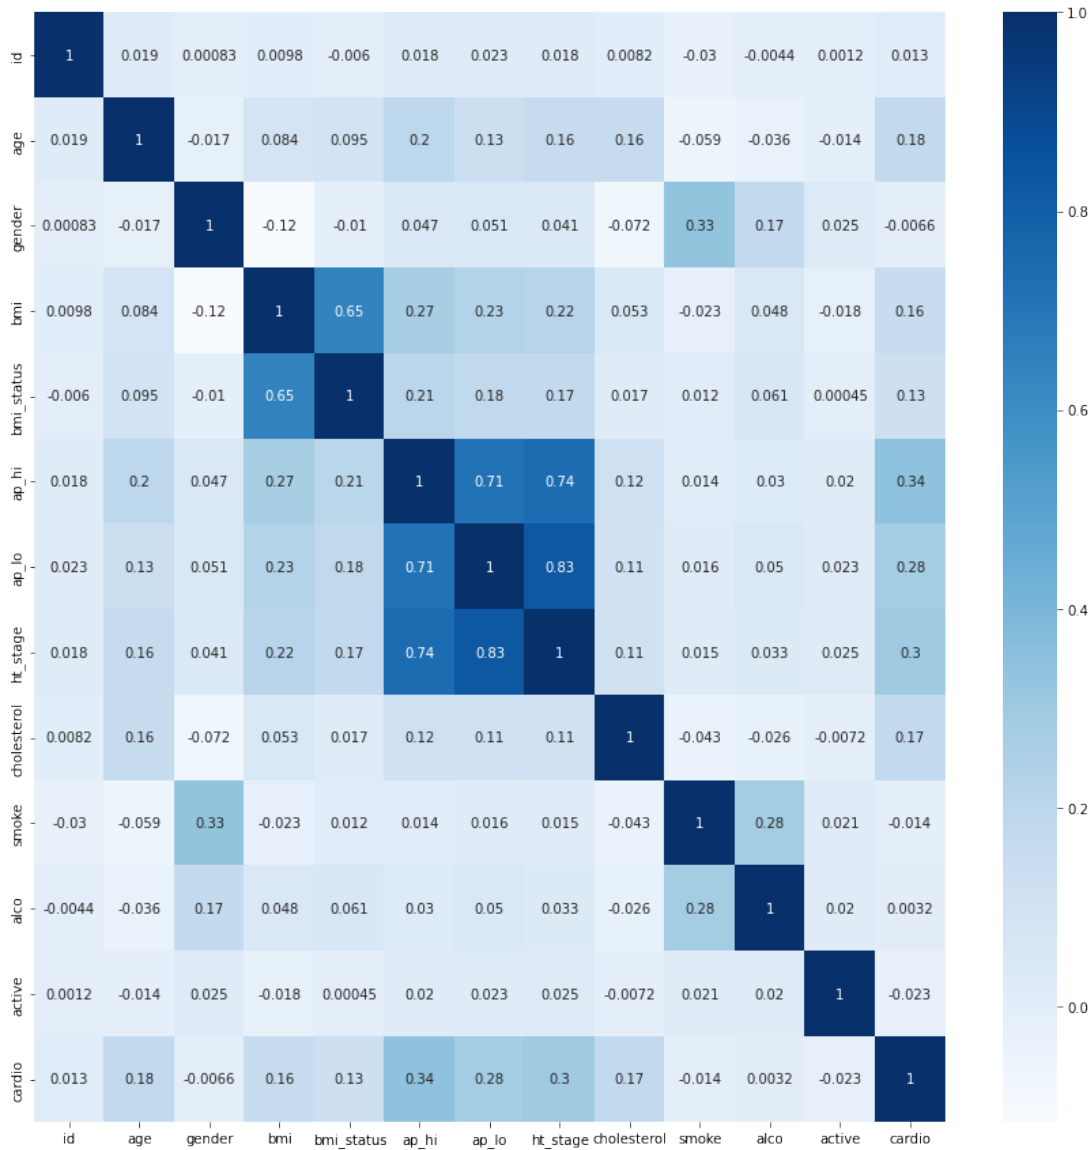 1.0
id 1 0.019 0.00083 0.0098 -0.006 0.018 0.023 0.018 0.0082 -0.03 -0.0044 0.0012 0.013
age 0.019 1 -0.017 0.084 0.095 0.2 0.13 0.16 0.16 -0.059 -0.036 -0.014 0.18
0.8
gender 0.00083 -0.017 1 -0.12 -0.01 0.047 0.051 0.041 -0.072 0.33 0.17 0.025 -0.0066
bmi 0.0098 0.084 -0.12 1 0.65 0.27 0.23 0.22 0.053 -0.023 0.048 -0.018 0.16
bmi_status -0.006 0.095 -0.01 0.65 1 0.21 0.18 0.17 0.017 0.012 0.061 0.00045 0.13
0.6
ap_hi 0.018 0.2 0.047 0.27 0.21 1 0.71 0.74 0.12 0.014 0.03 0.02 0.34
ap_lo 0.023 0.13 0.051 0.23 0.18 0.71 1 0.83 0.11 0.016 0.05 0.023 0.28
0.4
ht_stage 0.018 0.16 0.041 0.22 0.17 0.74 0.83 1 0.11 0.015 0.033 0.025 0.3
cholesterol 0.0082 0.16 -0.072 0.053 0.017 0.12 0.11 0.11 1 -0.043 -0.026 -0.0072 0.17
0.2
smoke -0.03 -0.059 0.33 -0.023 0.012 0.014 0.016 0.015 -0.043 1 0.28 0.021 -0.014
alco -0.0044 -0.036 0.17 0.048 0.061 0.03 0.05 0.033 -0.026 0.28 1 0.02 0.0032
active 0.0012 -0.014 0.025 -0.018 0.00045 0.02 0.023 0.025 -0.0072 0.021 0.02 1 -0.023
0.0
cardio 0.013 0.18 -0.0066 0.16 0.13 0.34 0.28 0.3 0.17 -0.014 0.0032 -0.023 1
id age gender bmi bmi_status ap_hi ap_lo ht_stage cholesterol smoke alco active cardio